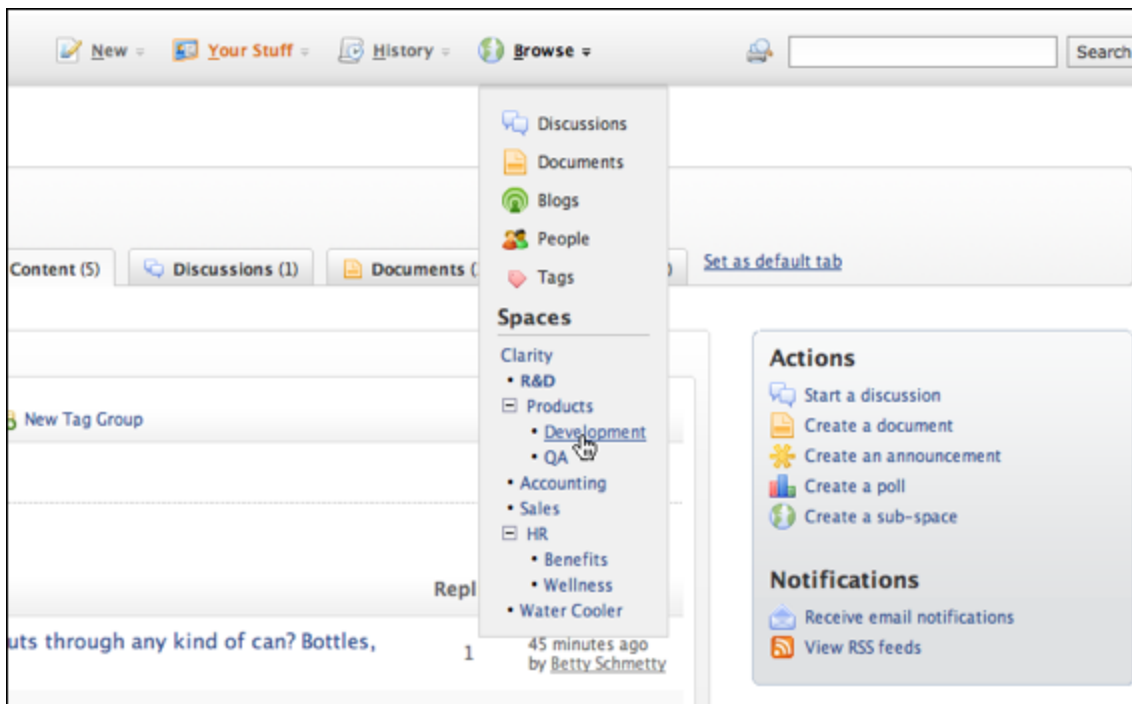 New Your Stuff History Browse Search
Discussions
Documents
Blogs
People
Tags
Content (5) Discussions (1) Documents ( ) Set as default tab
Spaces
Clarity
• R&D
Products
• Development
• QA
• Accounting
• Sales
HR
• Benefits
• Wellness
• Water Cooler
New Tag Group
Repl
uts through any kind of can? Bottles,
1
45 minutes ago
by Betty Schmetty
Actions
Start a discussion
Create a document
Create an announcement
Create a poll
Create a sub-space
Notifications
Receive email notifications
View RSS feeds